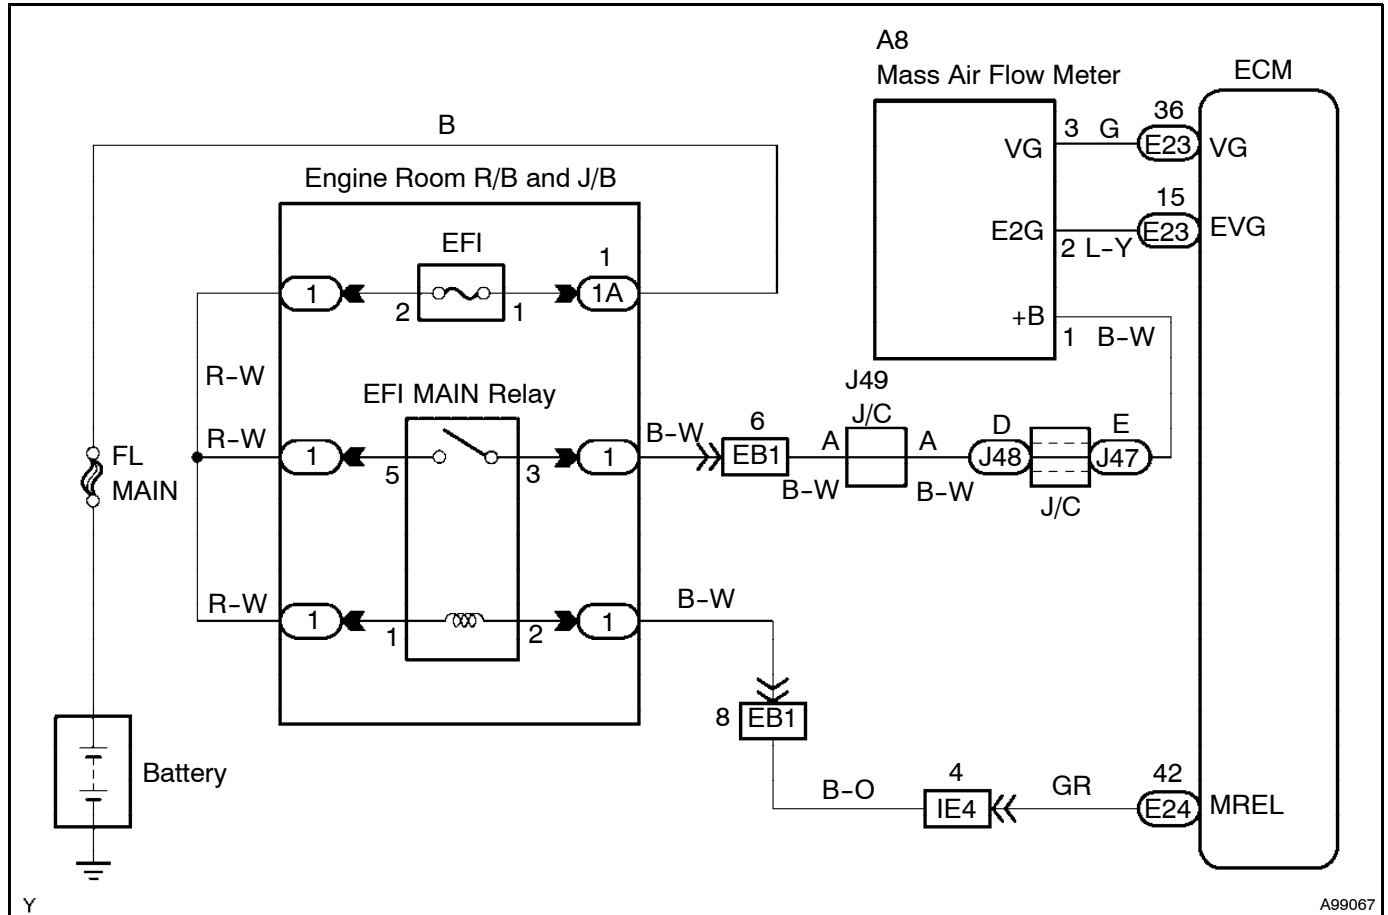 A8
Mass Air Flow Meter
ECM
B
36
3 G
VG
E23
VG
Engine Room R/B and J/B
15
E2G
2 L-Y
E23
EVG
EFI
1
1
2
1
1A
+B
1 B-W
R-W
J49
J/C
EFI MAIN Relay
R-W
1
5
3
1
B-W
6
EB1
B-W
A
A
B-W
D
J48
E
J47
J/C
FL
MAIN
R-W
1
1
2
1
B-W
8
EB1
Battery
B-O
4
IE4
GR
42
E24
MREL
Y
A99067